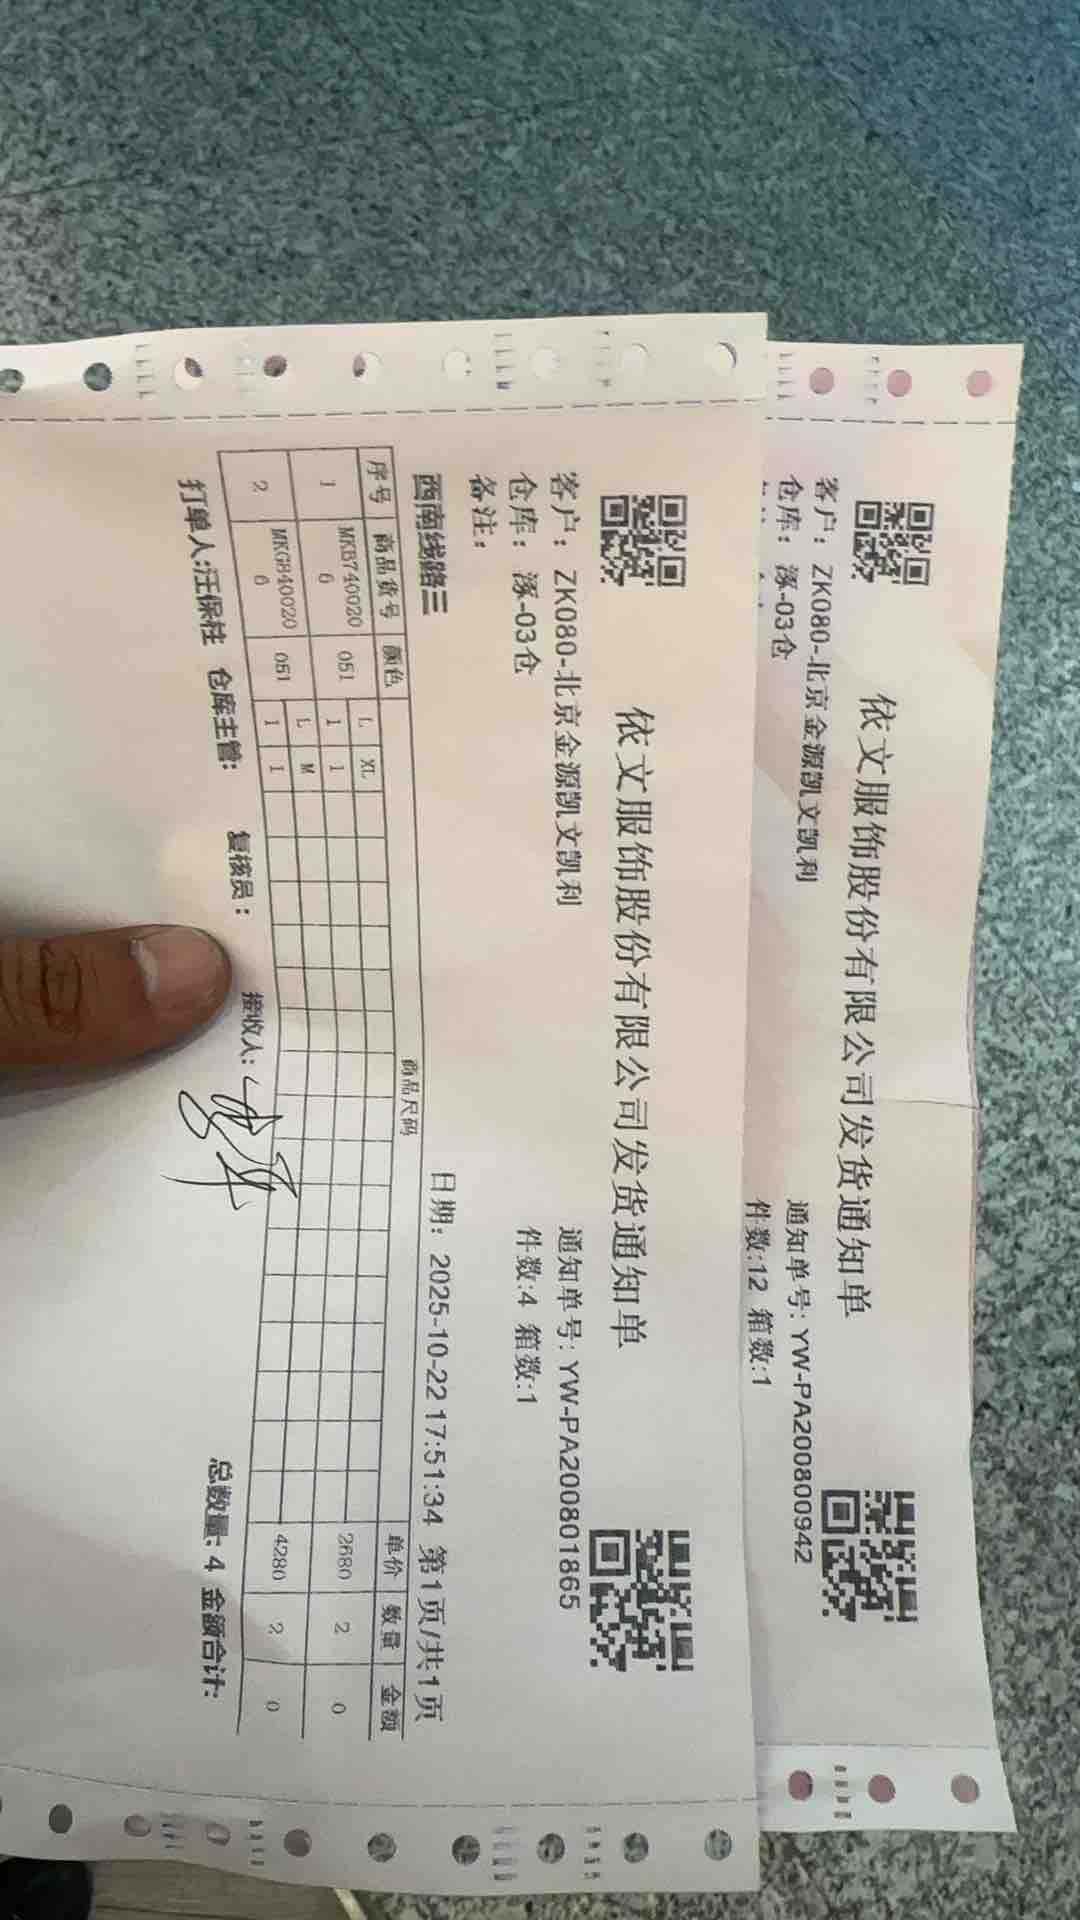 依文服饰股份有限公司发货通知单
客户：ZK080-北京金源凯文凯利
通知单号：YW-PA200800942
仓库：涿-03仓
件数:12 箱数:1
依文服饰股份有限公司发货通知单
客户：ZK080-北京金源凯文凯利
通知单号：YW-PA200801865
仓库：涿-03仓
件数:4 箱数:1
备注：
西南线路三
日期：2025-10-22 17:51:34 第1页/共1页
序号 商品货号 颜色 商品尺码 单价 数量 金额
L XL
1 MKB7400206 051 1 1 2680 2 0
L M
2 MKG8400206 051 1 1 4280 2 0
打单人:汪保柱 仓库主管: 复核员： 接收人: 总数量: 4 金额合计: